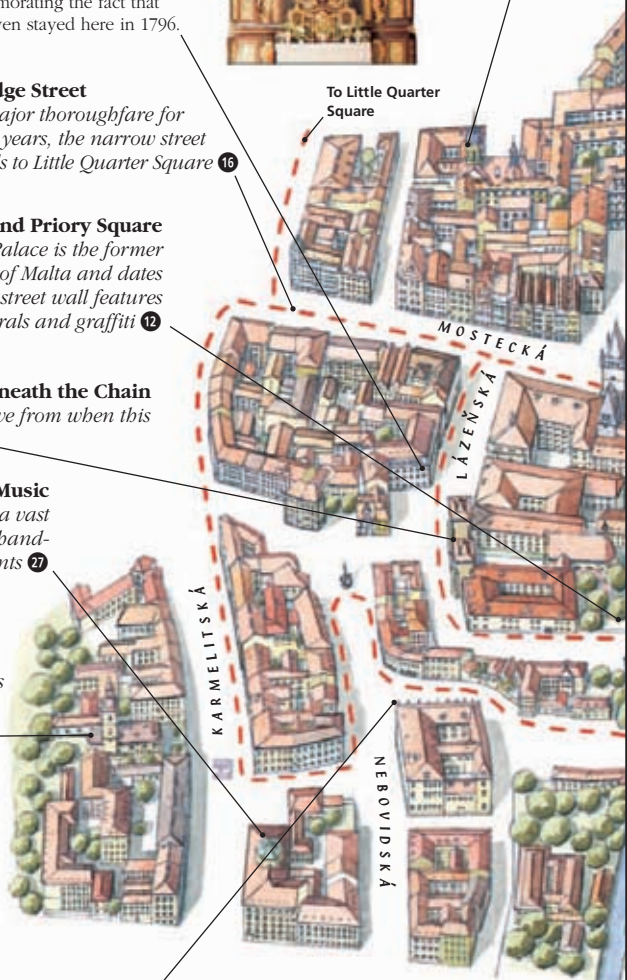 morating the fact that
ven stayed here in 1796.
dge Street
ajor thoroughfare for
years, the narrow street
s to Little Quarter Square 16
nd Priory Square
Palace is the former
of Malta and dates
street wall features
rals and graffiti 12
neath the Chain
ve from when this
Music
a vast
band-
nts 27
s
To Little Quarter
Square
MOSTECKÁ
LÁZEŇSKÁ
KARMELITSKÁ
NEBOVIDSKÁ